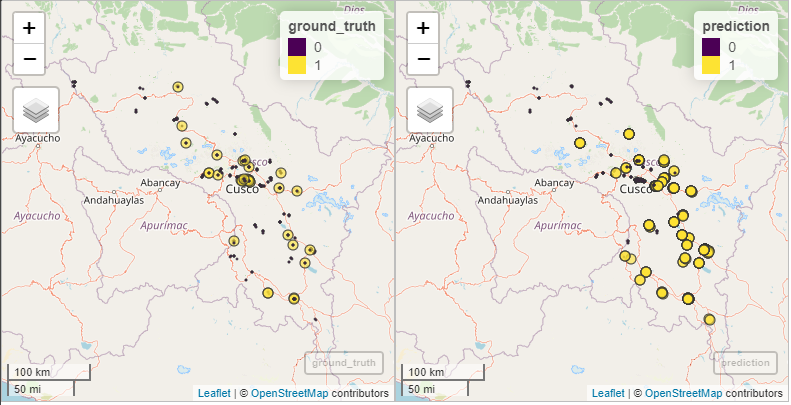 +
−
ground_truth
0
1
Dios
Ayacucho
Cusco
Abancay
Cusco
Andahuaylas
Ayacucho
Apurímac
100 km
50 mi
ground_truth
Leaflet | © OpenStreetMap contributors
+
−
prediction
0
1
Dios
Ayacucho
Cusco
Abancay
Cusco
Andahuaylas
Ayacucho
Apurímac
100 km
50 mi
prediction
Leaflet | © OpenStreetMap contributors